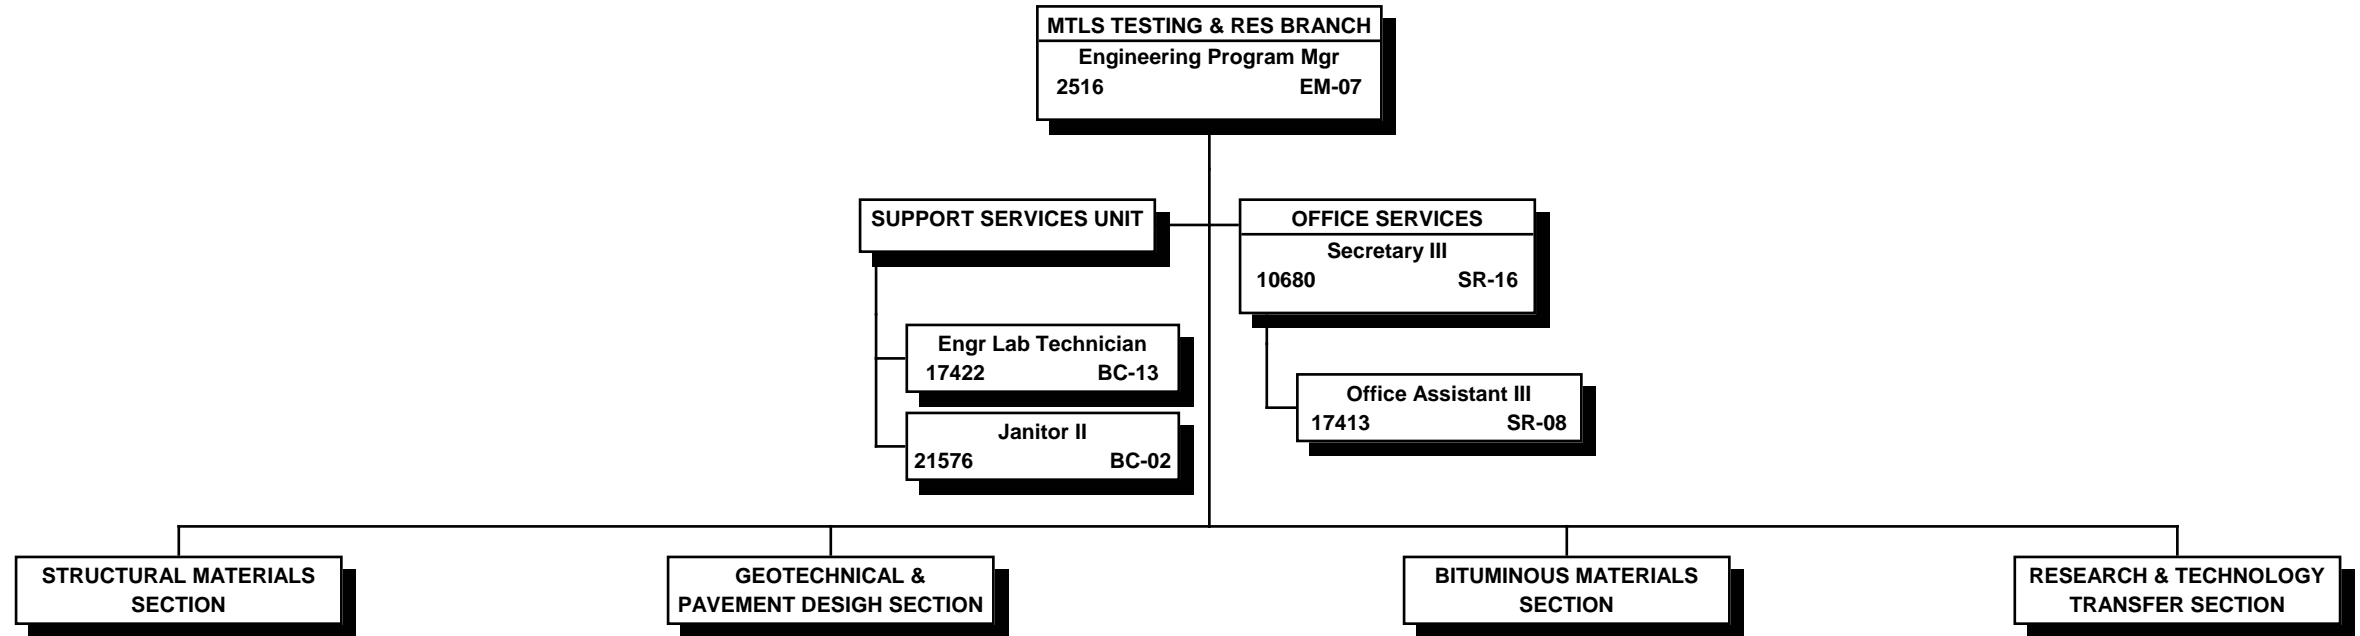 MTLS TESTING & RES BRANCH
Engineering Program Mgr
2516 EM-07
SUPPORT SERVICES UNIT
OFFICE SERVICES
Secretary III
10680 SR-16
Engr Lab Technician
17422 BC-13
Janitor II
21576 BC-02
Office Assistant III
17413 SR-08
STRUCTURAL MATERIALS
SECTION
GEOTECHNICAL &
PAVEMENT DESIGH SECTION
BITUMINOUS MATERIALS
SECTION
RESEARCH & TECHNOLOGY
TRANSFER SECTION